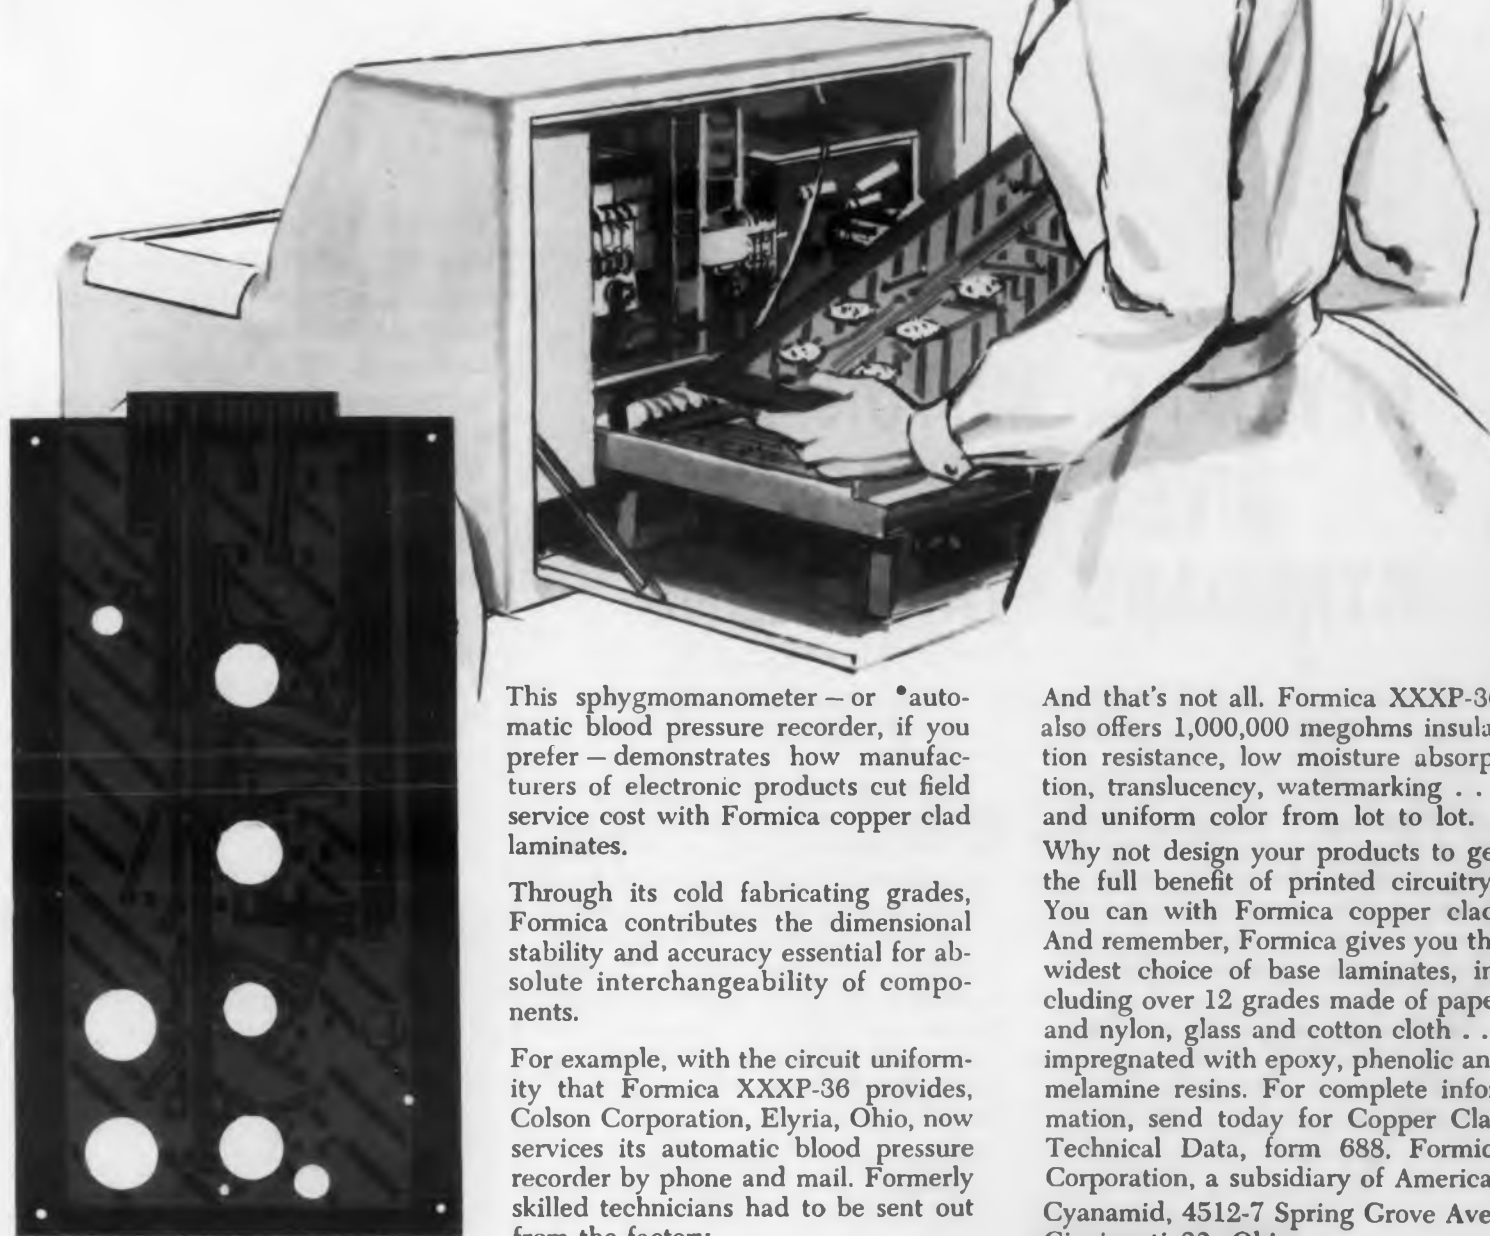 This sphygmomanometer — or •auto-
matic blood pressure recorder, if you
prefer — demonstrates how manufac-
turers of electronic products cut field
service cost with Formica copper clad
laminates.
Through its cold fabricating grades,
Formica contributes the dimensional
stability and accuracy essential for ab-
solute interchangeability of compo-
nents.
For example, with the circuit uniform-
ity that Formica XXXP-36 provides,
Colson Corporation, Elyria, Ohio, now
services its automatic blood pressure
recorder by phone and mail. Formerly
skilled technicians had to be sent out
from the factory
And that's not all. Formica XXXP-36
also offers 1,000,000 megohms insula
tion resistance, low moisture absorp
tion, translucency, watermarking . .
and uniform color from lot to lot.
Why not design your products to ge
the full benefit of printed circuitry
You can with Formica copper clad
And remember, Formica gives you th
widest choice of base laminates, in
cluding over 12 grades made of pape
and nylon, glass and cotton cloth . .
impregnated with epoxy, phenolic an
melamine resins. For complete infor
mation, send today for Copper Cla
Technical Data, form 688. Formic
Corporation, a subsidiary of America
Cyanamid, 4512-7 Spring Grove Ave